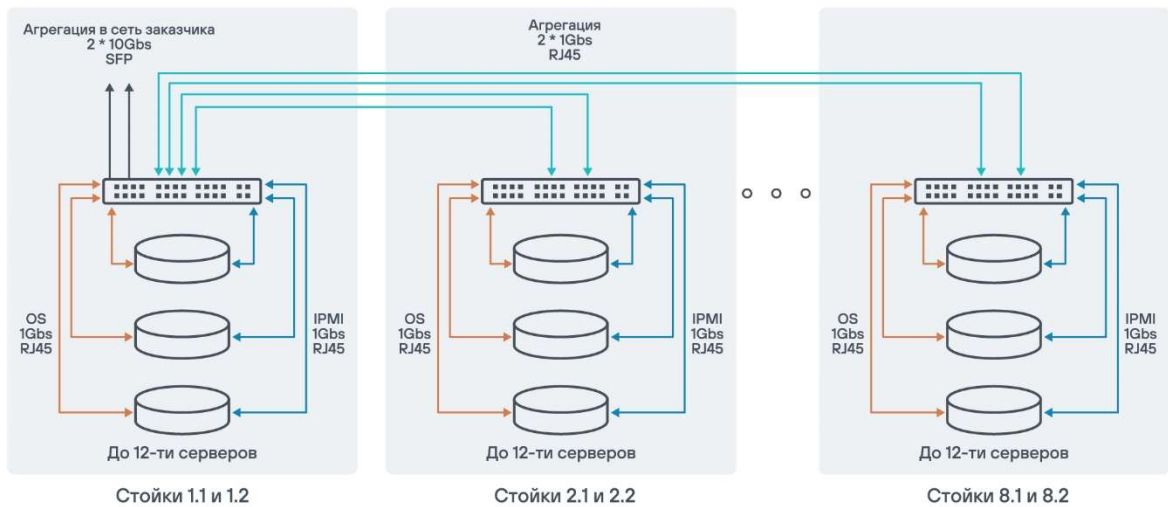 Агрегация в сеть заказчика
2 * 10Gbs
SFP
Агрегация
2 * 1Gbs
RJ45
OS
1Gbs
RJ45
IPMI
1Gbs
RJ45
OS
1Gbs
RJ45
IPMI
1Gbs
RJ45
OS
1Gbs
RJ45
IPMI
1Gbs
RJ45
До 12-ти серверов
До 12-ти серверов
До 12-ти серверов
Стойки 1.1 и 1.2
Стойки 2.1 и 2.2
Стойки 8.1 и 8.2